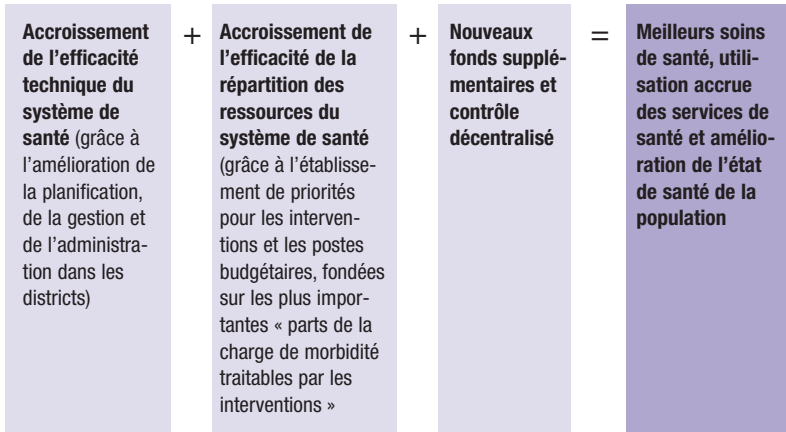 Accroissement
de l'efficacité
technique du
système de
santé (grâce à
l'amélioration de
la planification,
de la gestion et
de l'administra-
tion dans les
districts)
+
Accroissement de
l'efficacité de la
répartition des
ressources du
système de santé
(grâce à l'établisse-
ment de priorités
pour les interven-
tions et les postes
budgétaires, fondées
sur les plus impor-
tantes « parts de la
charge de morbidité
traitables par les
interventions »
+
Nouveaux
fonds supplé-
mentaires et
contrôle
décentralisé
=
Meilleurs soins
de santé, utili-
sation accrue
des services de
santé et amélio-
ration de l'état
de santé de la
population